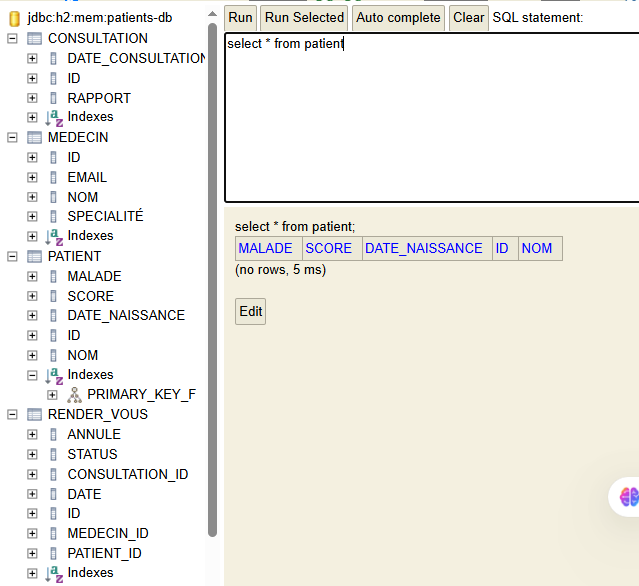 jdbc:h2:mem:patients-db
CONSULTATION
DATE_CONSULTATION
ID
RAPPORT
Indexes
MEDECIN
ID
EMAIL
NOM
SPECIALITÉ
Indexes
PATIENT
MALADE
SCORE
DATE_NAISSANCE
ID
NOM
Indexes
PRIMARY_KEY_F
RENDER_VOUS
ANNULE
STATUS
CONSULTATION_ID
DATE
ID
MEDECIN_ID
PATIENT_ID
Indexes
Run Run Selected Auto complete Clear SQL statement:
select * from patient
select * from patient;
MALADE SCORE DATE_NAISSANCE ID NOM
(no rows, 5 ms)
Edit